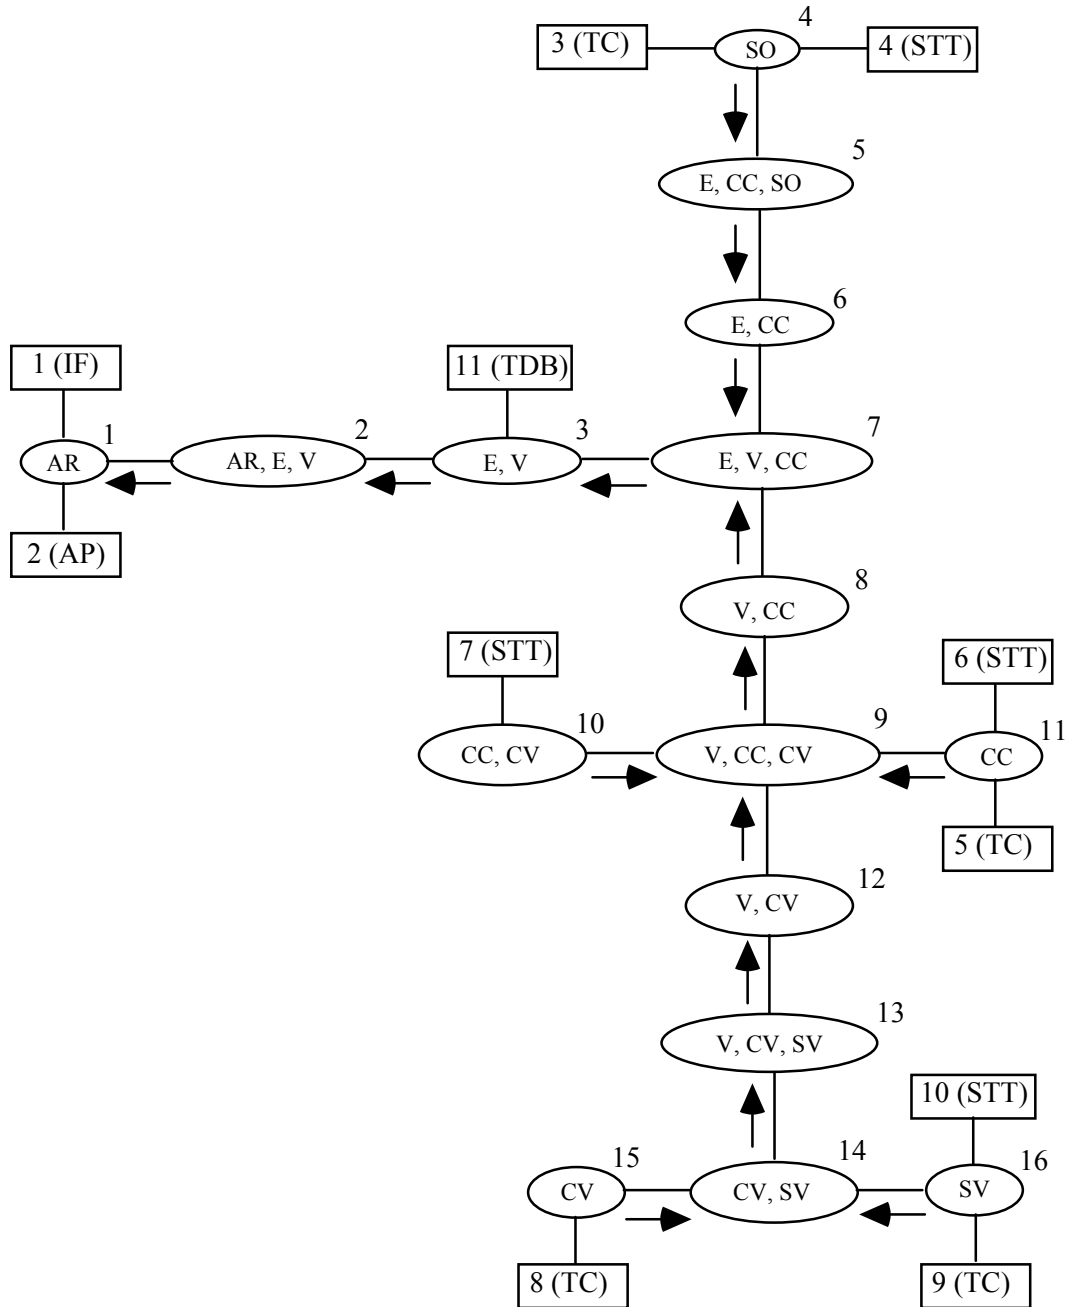 4
3 (TC)
SO
4 (STT)
5
E, CC, SO
6
E, CC
1 (IF)
11 (TDB)
1
2
3
7
AR
AR, E, V
E, V
E, V, CC
2 (AP)
8
V, CC
7 (STT)
6 (STT)
10
9
11
CC, CV
V, CC, CV
CC
5 (TC)
12
V, CV
13
V, CV, SV
10 (STT)
15
14
16
CV
CV, SV
SV
8 (TC)
9 (TC)